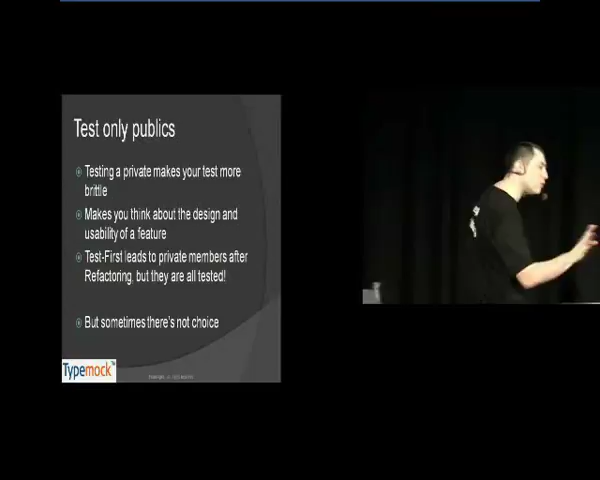 Test only publics
Testing a private makes your test more
brittle
Makes you think about the design and
usability of a feature
Test-First leads to private members after
Refactoring, but they are all tested!
But sometimes there's not choice
Typemock